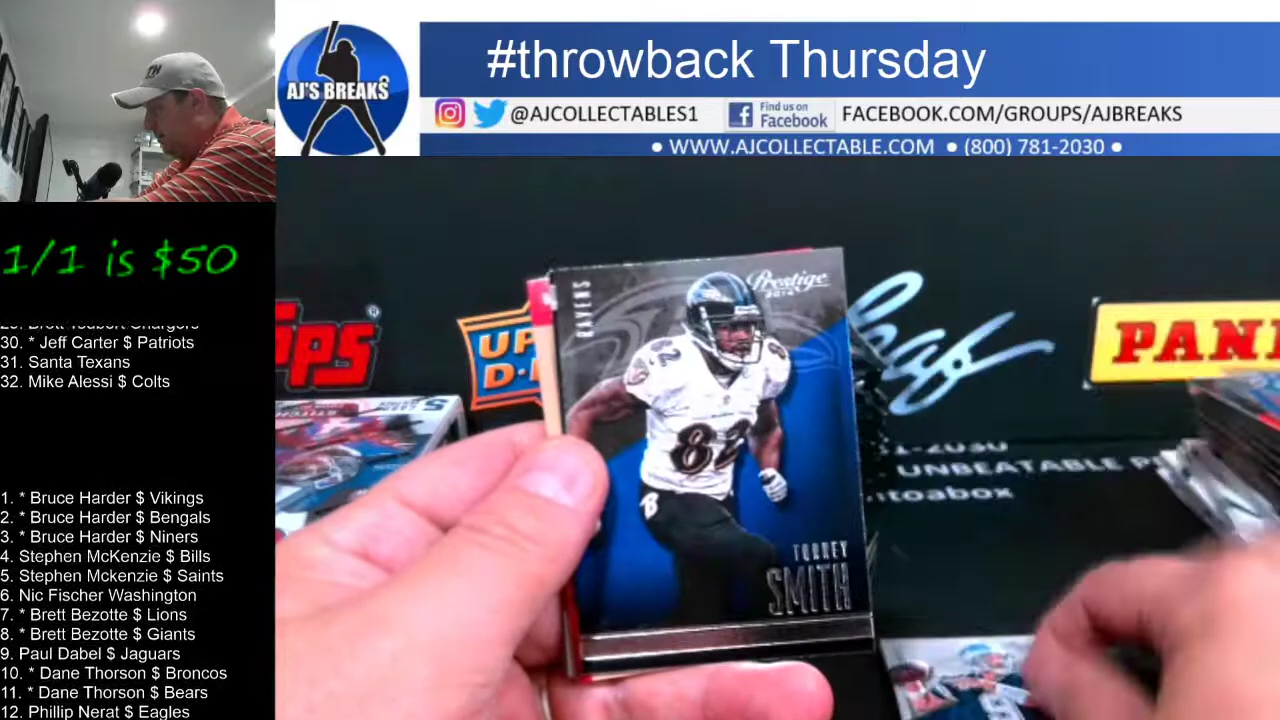 #throwback Thursday
AJ'S BREAKS
@AJCOLLECTABLES1
Find us on
Facebook
FACEBOOK.COM/GROUPS/AJBREAKS
• WWW.AJCOLLECTABLE.COM • (800) 781-2030 •
1/1 is $50
30. * Jeff Carter $ Patriots
31. Santa Texans
32. Mike Alessi $ Colts
1. * Bruce Harder $ Vikings
2. * Bruce Harder $ Bengals
3. * Bruce Harder $ Niners
4. Stephen McKenzie $ Bills
5. Stephen Mckenzie $ Saints
6. Nic Fischer Washington
7. * Brett Bezotte $ Lions
8. * Brett Bezotte $ Giants
9. Paul Dabel $ Jaguars
10. * Dane Thorson $ Broncos
11. * Dane Thorson $ Bears
12. Phillip Nerat $ Eagles
RAVENS
Prestige
2014
82
82
TORREY
SMITH
UP
D
PANI
Leaf
UNBEATABLE